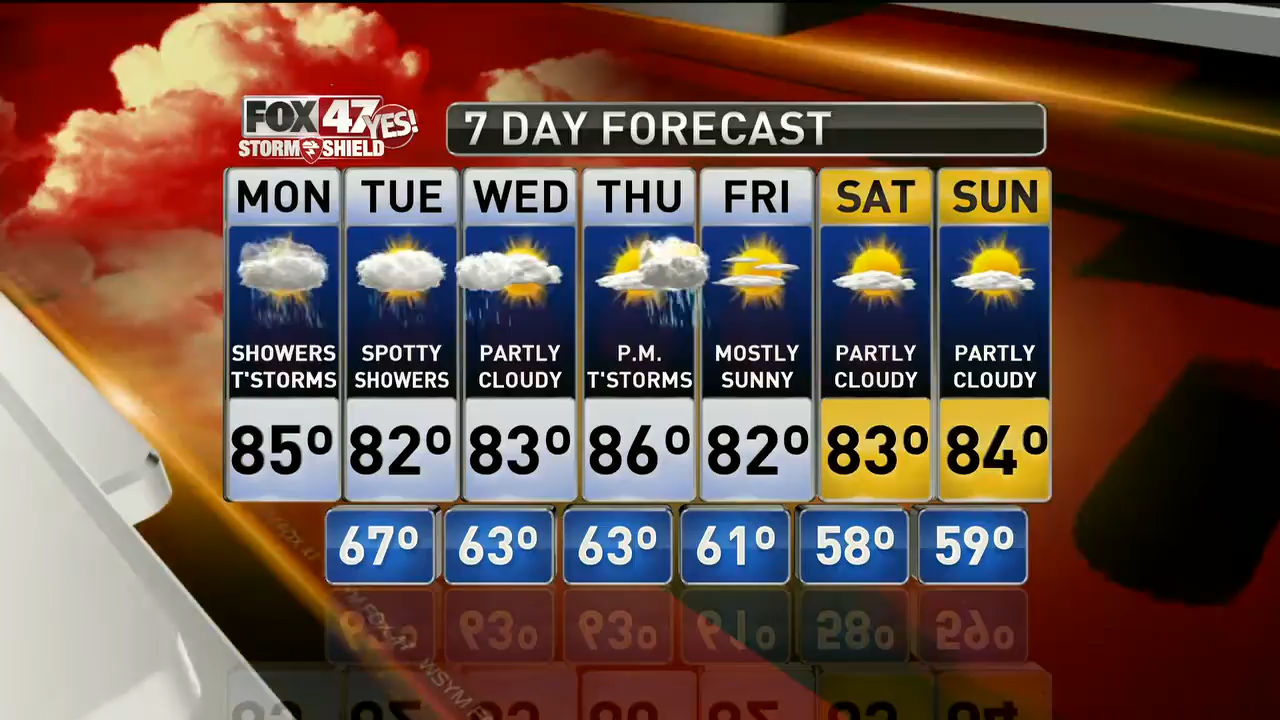 FOX 47 YES!
STORM SHIELD
7 DAY FORECAST
MON TUE WED THU FRI SAT SUN
SHOWERS T'STORMS
SPOTTY SHOWERS
PARTLY CLOUDY
P.M. T'STORMS
MOSTLY SUNNY
PARTLY CLOUDY
PARTLY CLOUDY
85º 82º 83º 86º 82º 83º 84º
67º 63º 63º 61º 58º 59º
WSYM